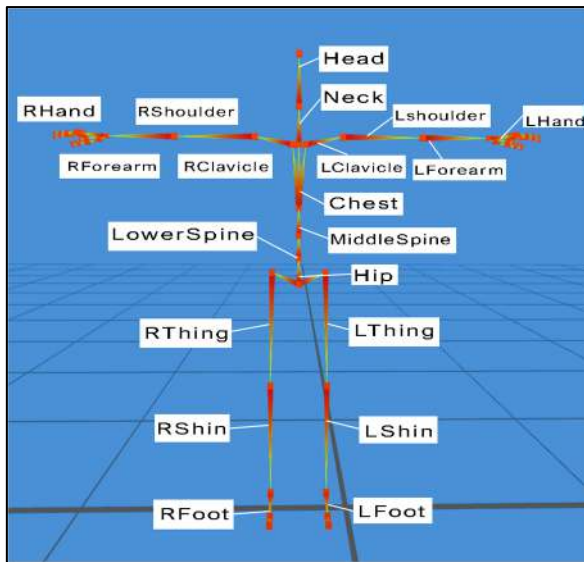 Head
RHand
RShoulder
Neck
Lshoulder
LHand
RForearm
RClavicle
LClavicle
LForearm
Chest
LowerSpine
MiddleSpine
Hip
RThing
LThing
RShin
LShin
RFoot
LFoot